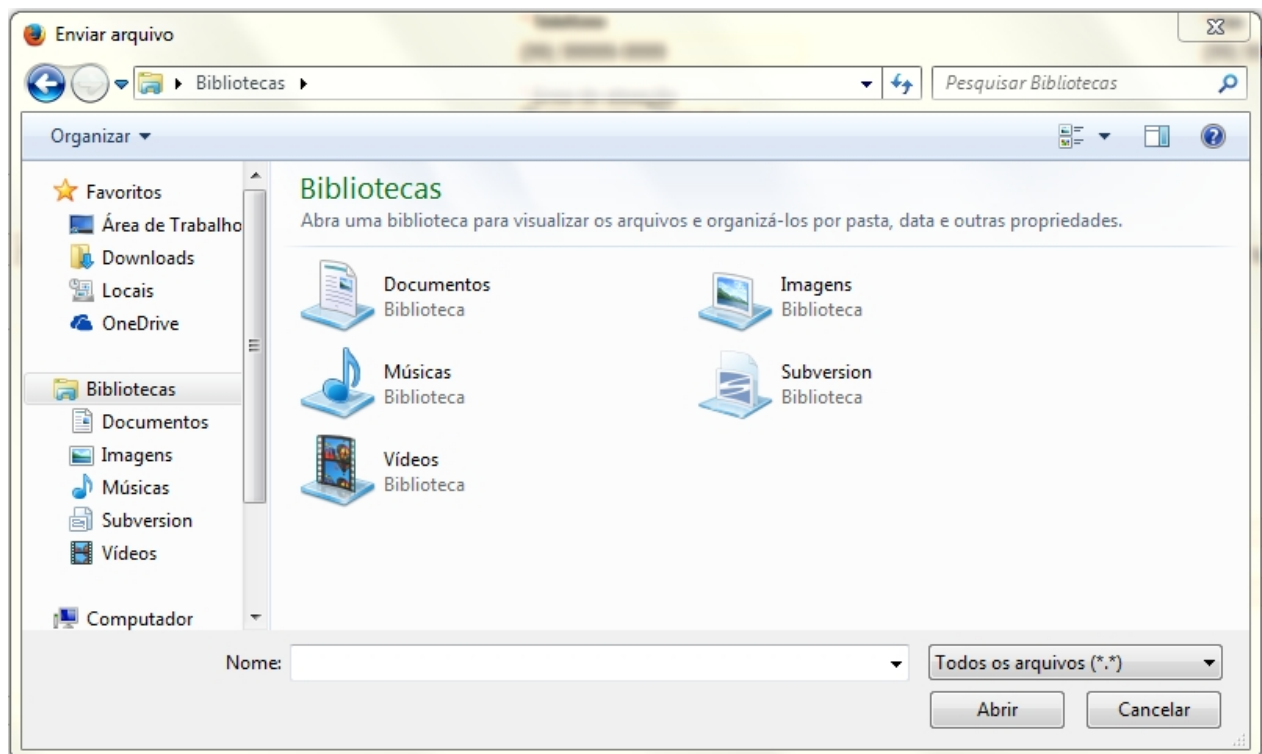 Enviar arquivo
Bibliotecas
Pesquisar Bibliotecas
Organizar
Favoritos
Área de Trabalho
Downloads
Locais
OneDrive
Bibliotecas
Documentos
Imagens
Músicas
Subversion
Vídeos
Computador
Bibliotecas
Abra uma biblioteca para visualizar os arquivos e organizá-los por pasta, data e outras propriedades.
Documentos
Biblioteca
Imagens
Biblioteca
Músicas
Biblioteca
Subversion
Biblioteca
Vídeos
Biblioteca
Nome:
Todos os arquivos (*.*)
Abrir
Cancelar